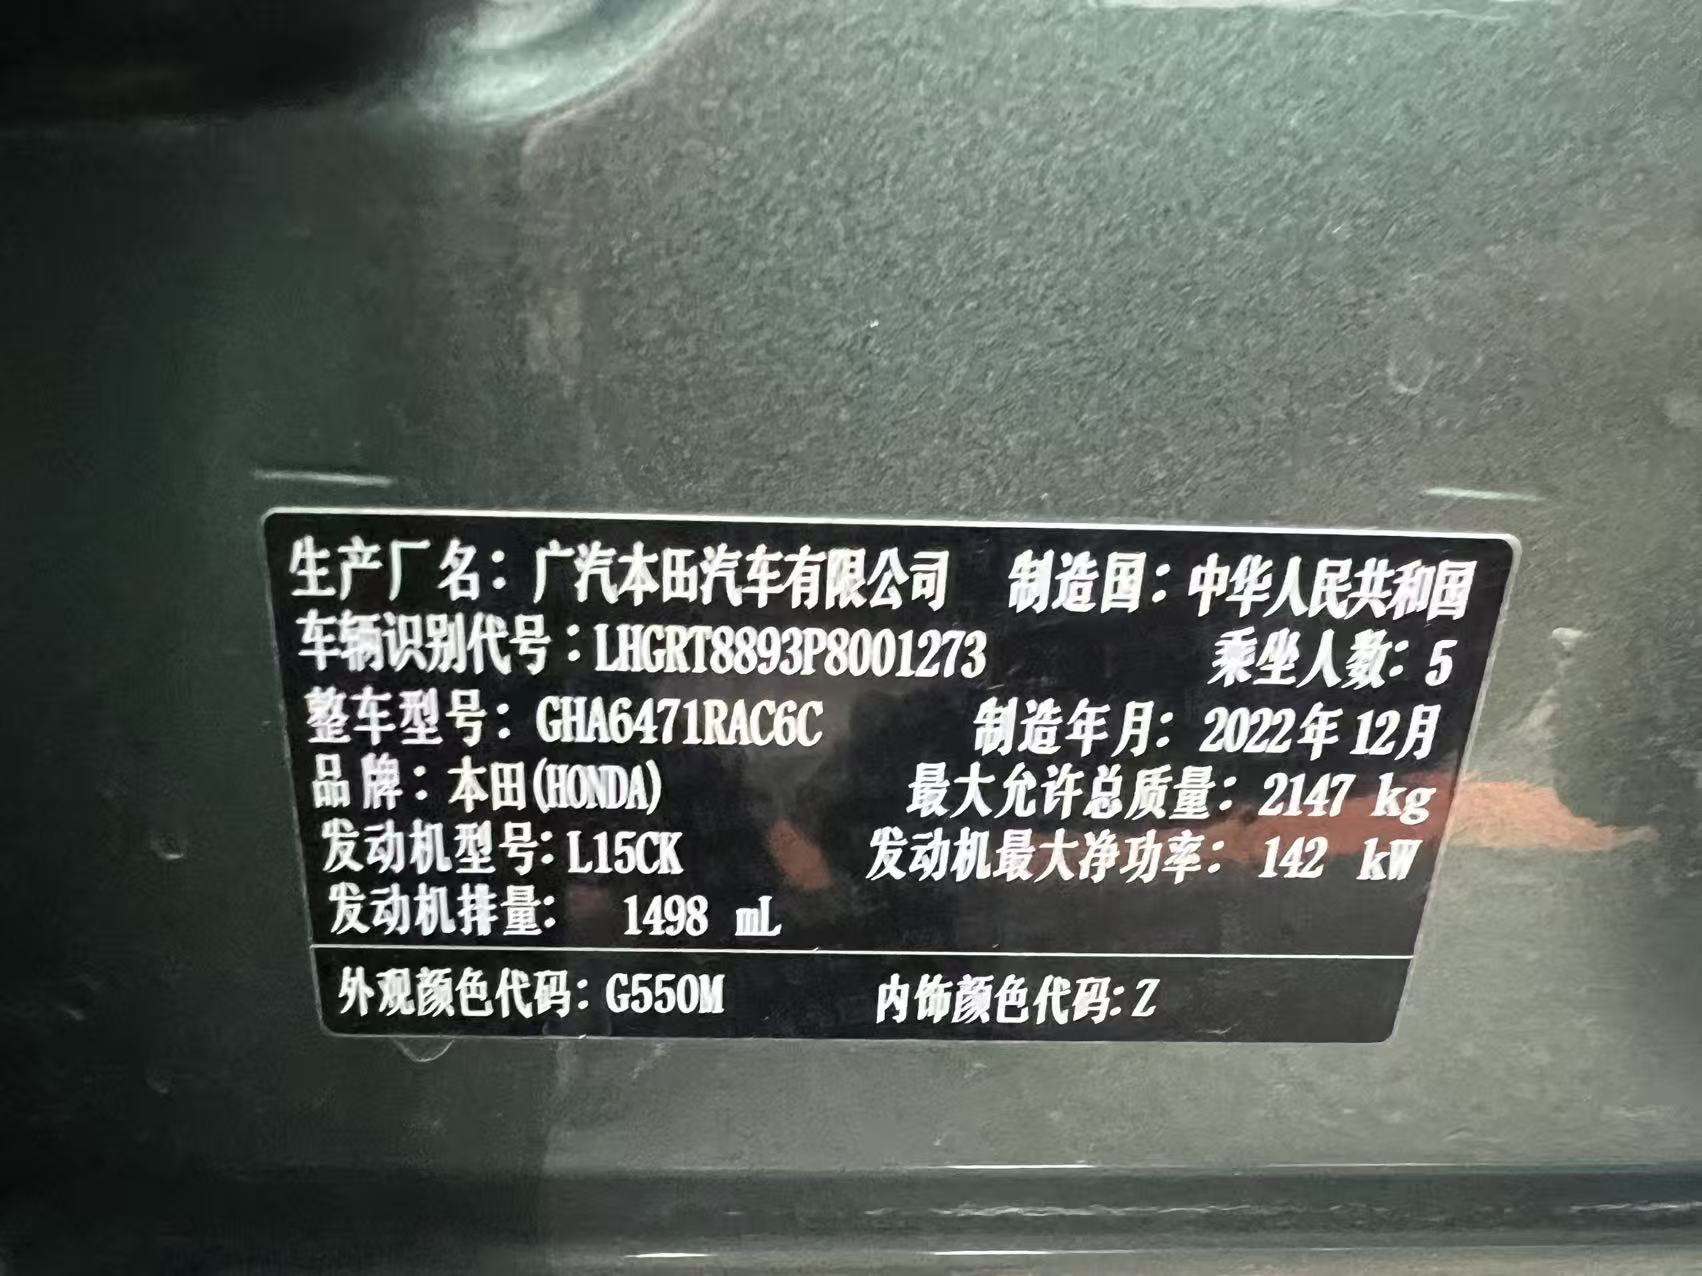 生产厂名：广汽本田汽车有限公司 制造国：中华人民共和国
车辆识别代号：LHGRT8893P8001273 乘坐人数：5
整车型号：GHA6471RAC6C 制造年月：2022年12月
品牌：本田(HONDA) 最大允许总质量：2147 kg
发动机型号：L15CK 发动机最大净功率：142 kW
发动机排量： 1498 mL
外观颜色代码：G550M 内饰颜色代码：Z